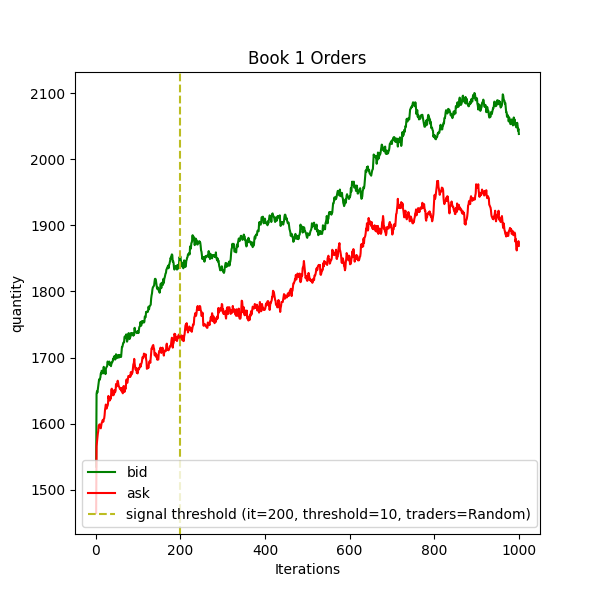 Book 1 Orders
quantity
2100
2000
1900
1800
1700
1600
1500
bid
ask
signal threshold (it=200, threshold=10, traders=Random)
0 200 400 600 800 1000
Iterations